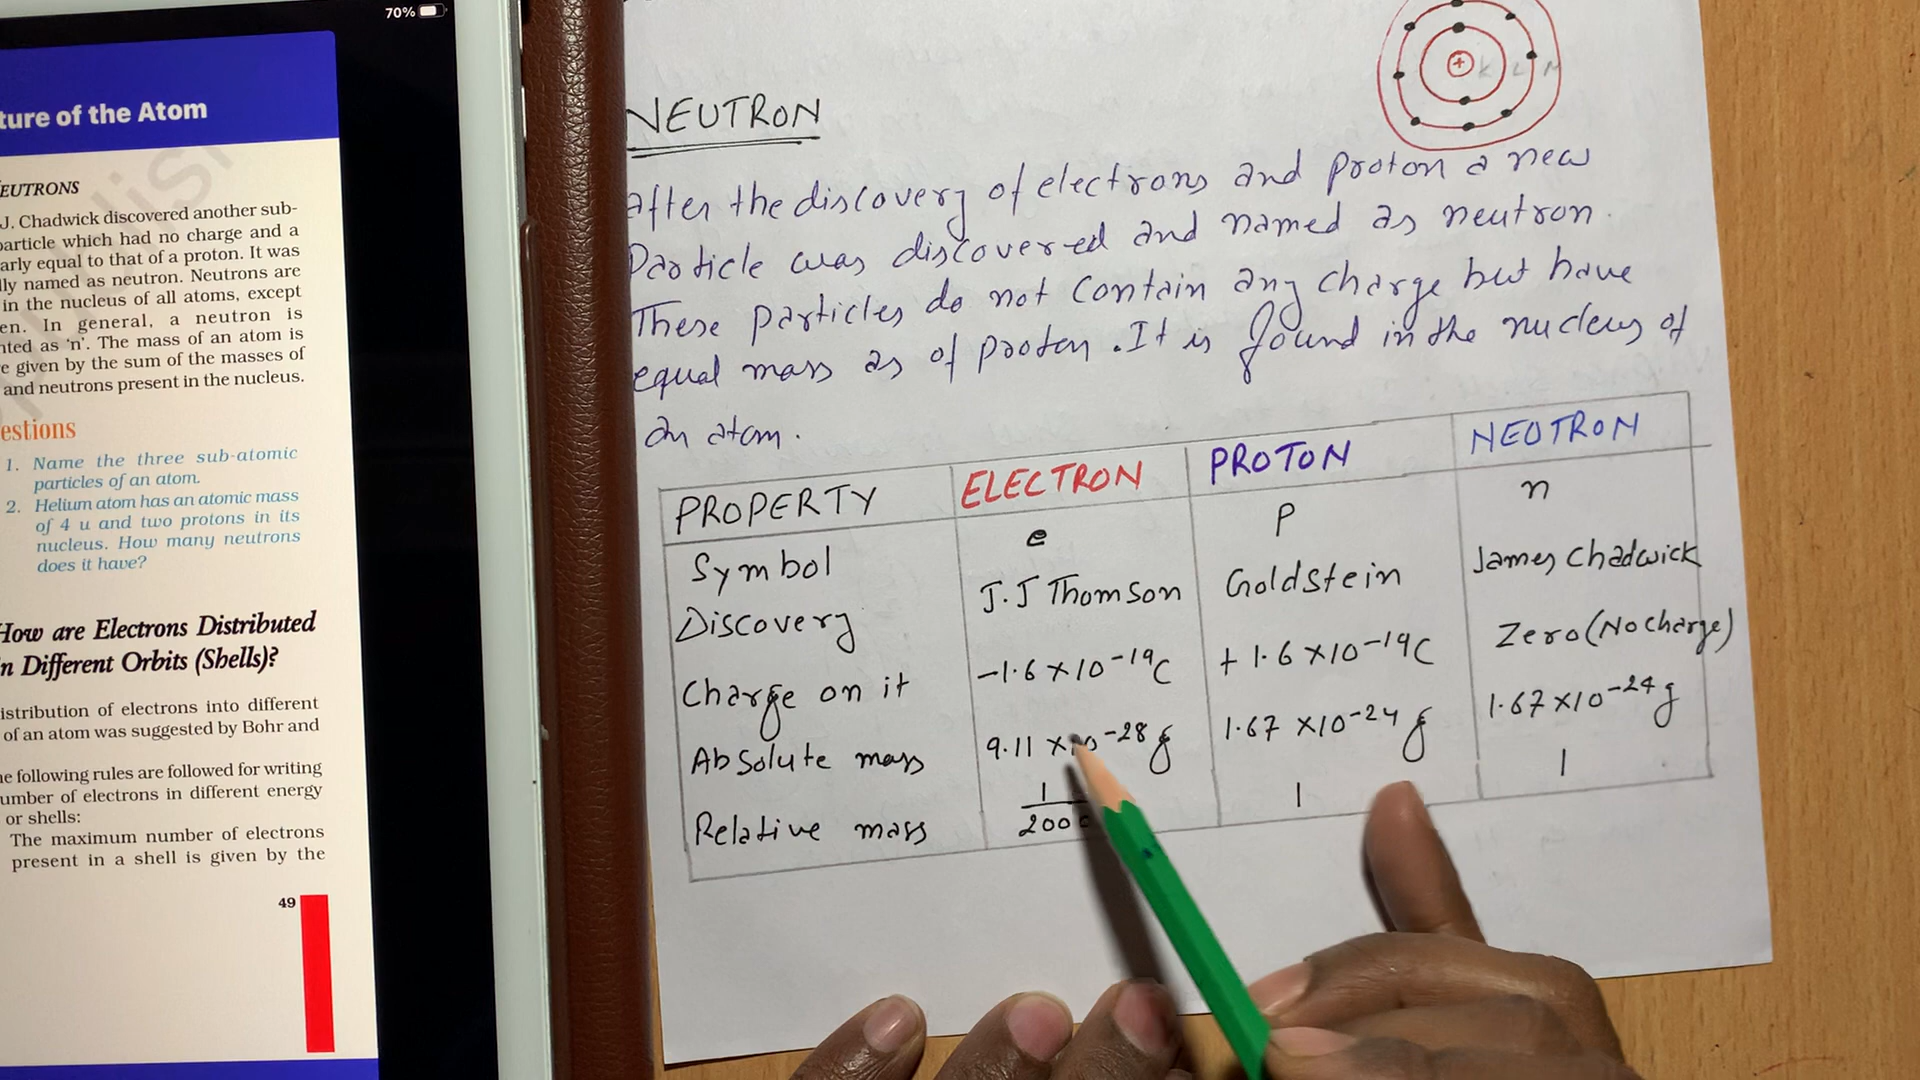 70%
ture of the Atom
EUTRONS
J. Chadwick discovered another sub-
particle which had no charge and a
arly equal to that of a proton. It was
lly named as neutron. Neutrons are
in the nucleus of all atoms, except
en. In general, a neutron is
nted as 'n'. The mass of an atom is
e given by the sum of the masses of
and neutrons present in the nucleus.
estions
1. Name the three sub-atomic
particles of an atom.
2. Helium atom has an atomic mass
of 4 u and two protons in its
nucleus. How many neutrons
does it have?
How are Electrons Distributed
n Different Orbits (Shells)?
istribution of electrons into different
of an atom was suggested by Bohr and
ne following rules are followed for writing
umber of electrons in different energy
or shells:
The maximum number of electrons
present in a shell is given by the
49
+ K L M
NEUTRON
after the discovery of electrons and proton a new
Particle was discovered and named as neutron.
These particles do not contain any charge but have
equal mass as of proton. It is found in the nucleus of
an atom.
PROPERTY ELECTRON PROTON NEUTRON
Symbol e P n
Discovery J.J Thomson Goldstein James Chadwick
Charge on it -1.6×10⁻¹⁹C +1.6×10⁻¹⁹C Zero(No charge)
Absolute mass 9.11×10⁻²⁸g 1.67×10⁻²⁴g 1.67×10⁻²⁴g
Relative mass 1/2000 1 1